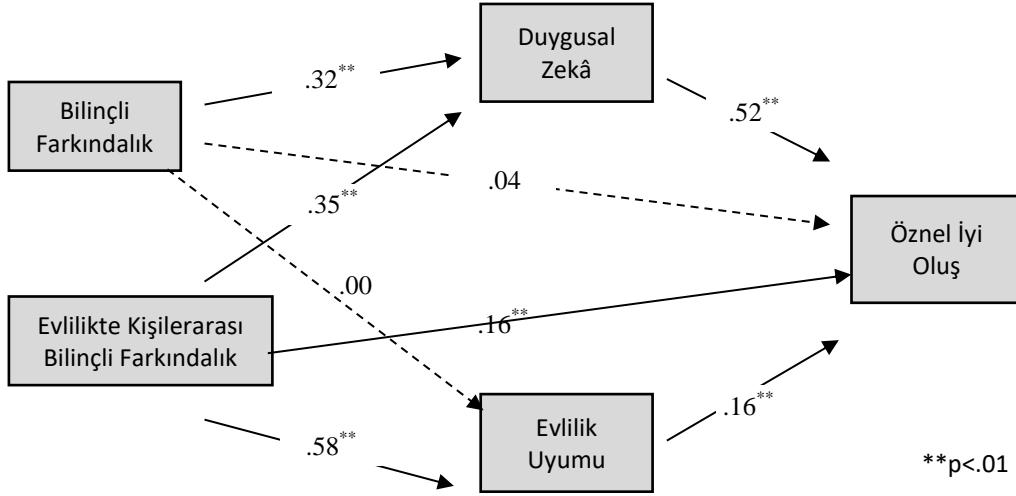 Duygusal
Zekâ
.32**
Bilinçli
Farkındalık
.52**
.04
.35**
Öznel İyi
Oluş
.00
Evlilikte Kişilerarası
Bilinçli Farkındalık
.16**
Evlilik
Uyumu
.16**
.58**
**p<.01